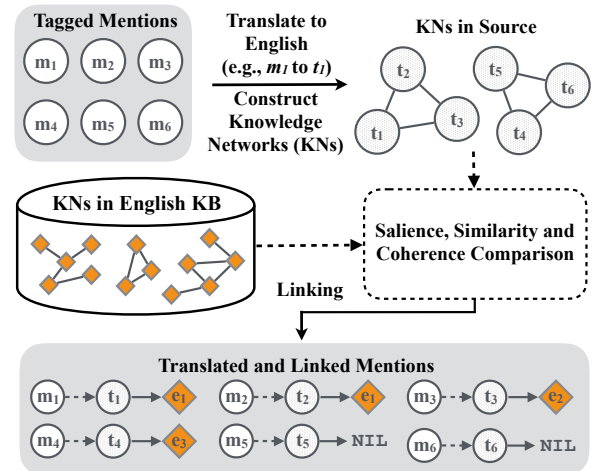 Tagged Mentions
m1 m2 m3
m4 m5 m6
Translate to
English
(e.g., m1 to t1)
Construct
Knowledge
Networks (KNs)
KNs in Source
t2
t1
t3
t5
t6
t4
KNs in English KB
Salience, Similarity and
Coherence Comparison
Linking
Translated and Linked Mentions
m1 t1 e1 m2 t2 e1 m3 t3 e2
m4 t4 e3 m5 t5 NIL m6 t6 NIL